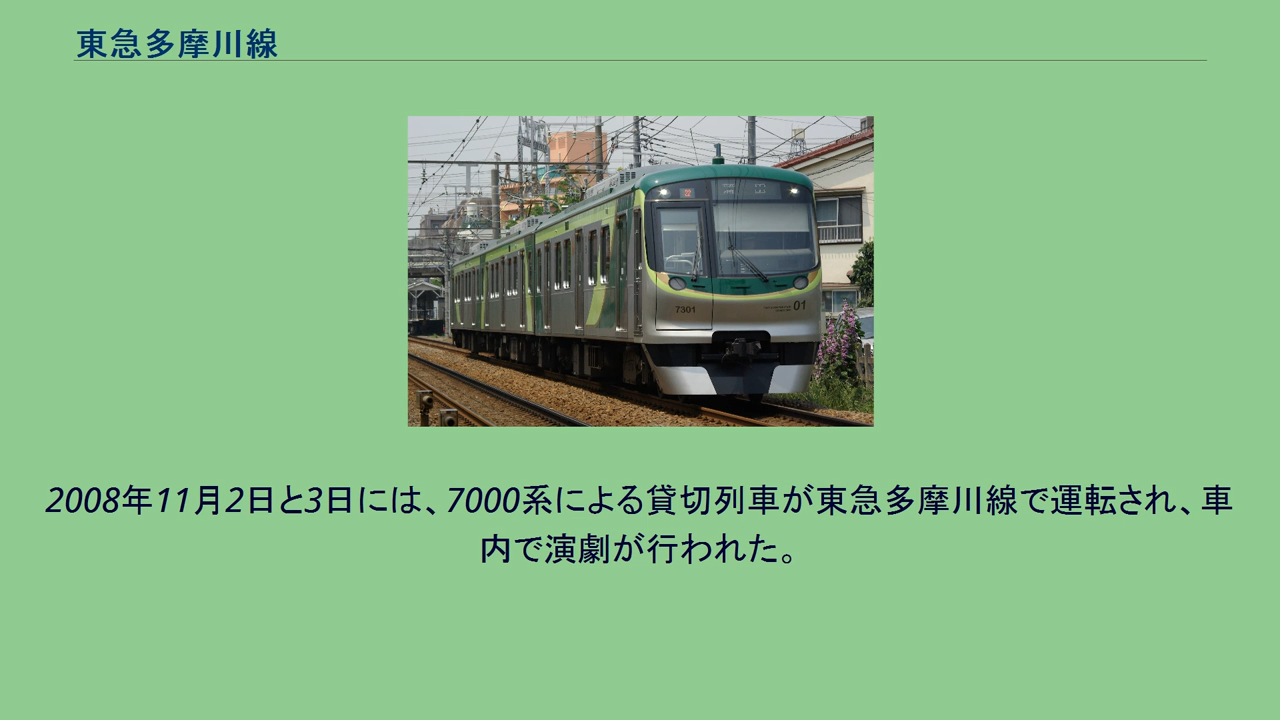 東急多摩川線
7301
01
2008年11月2日と3日には、7000系による貸切列車が東急多摩川線で運転され、車
内で演劇が行われた。